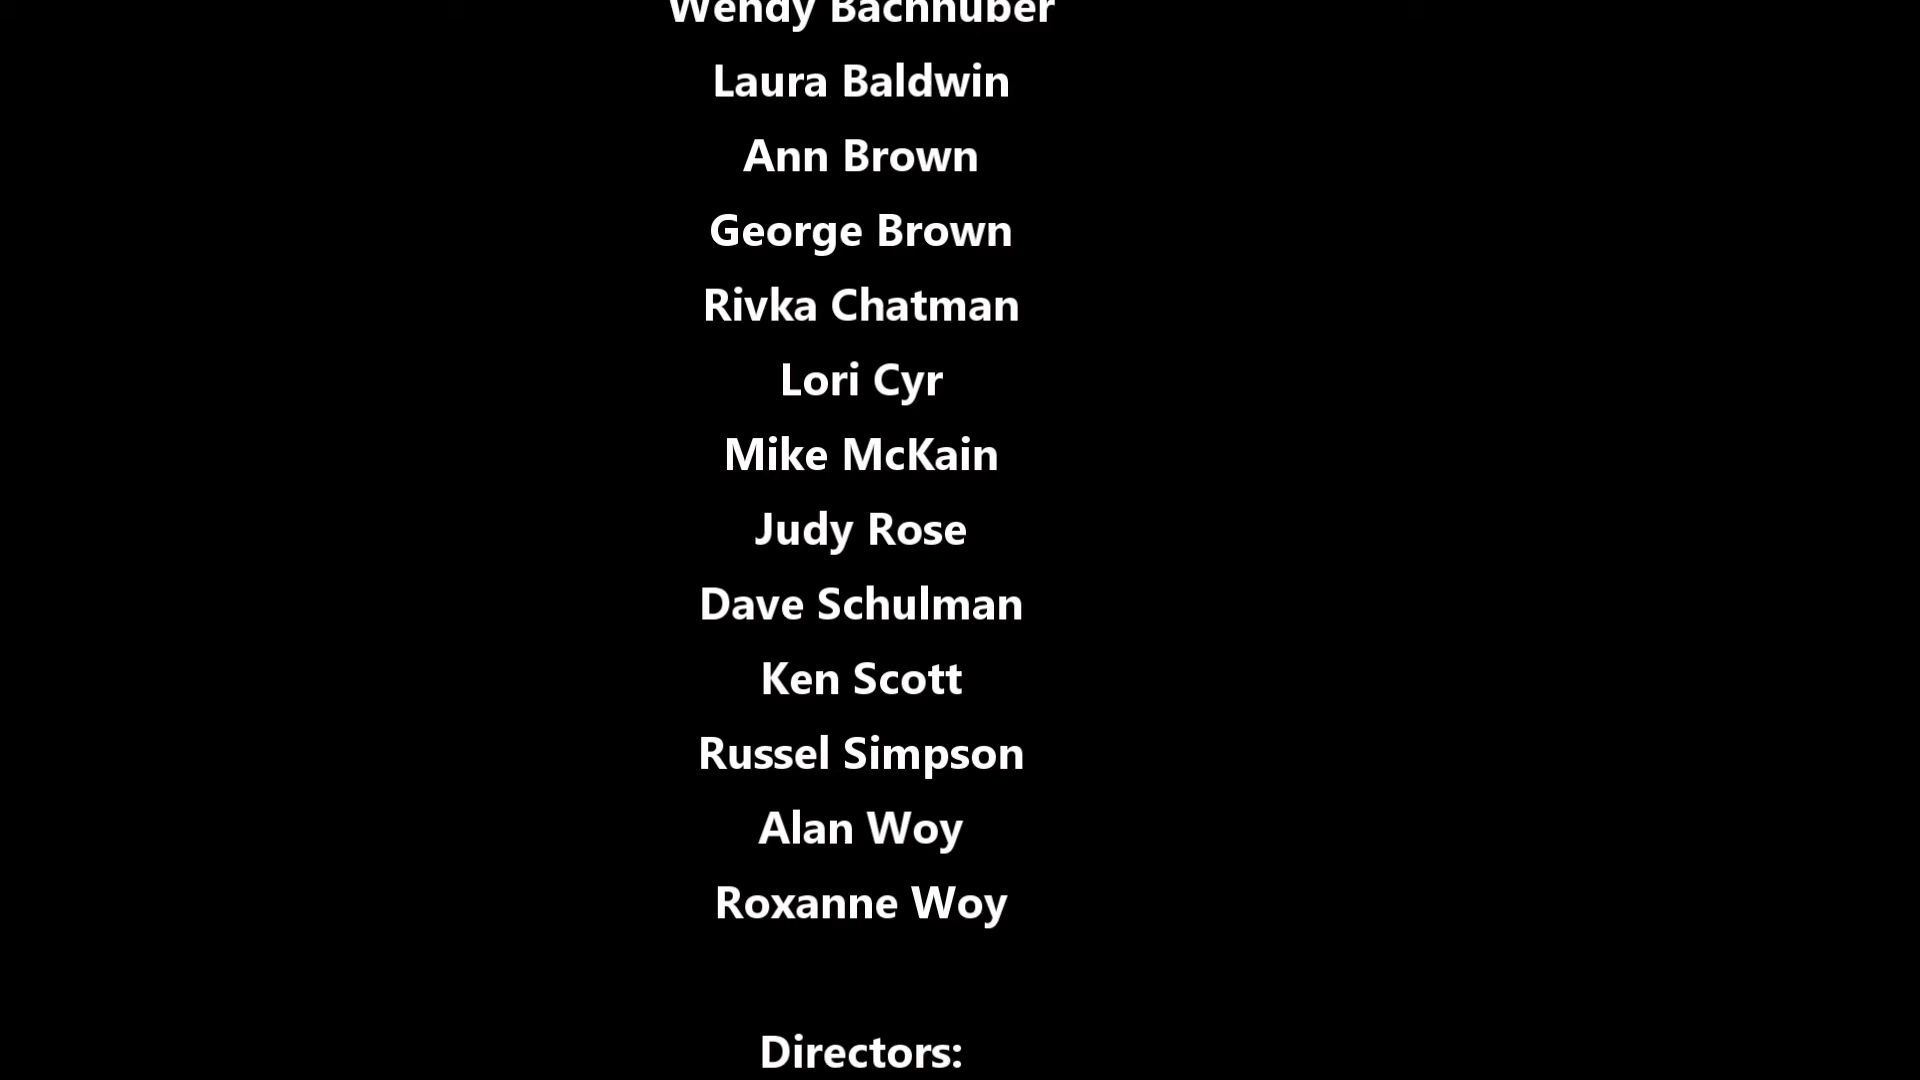 Wendy Bachhuber
Laura Baldwin
Ann Brown
George Brown
Rivka Chatman
Lori Cyr
Mike McKain
Judy Rose
Dave Schulman
Ken Scott
Russel Simpson
Alan Woy
Roxanne Woy
Directors: